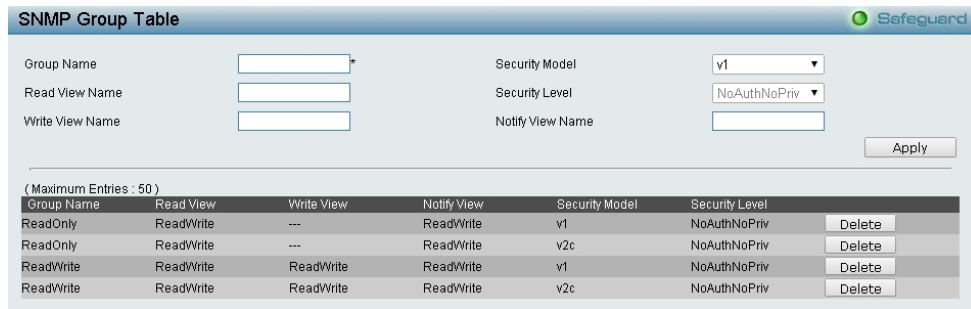 SNMP Group Table Safeguard
Group Name * Security Model v1
Read View Name Security Level NoAuthNoPriv
Write View Name Notify View Name
Apply
( Maximum Entries : 50 )
Group Name Read View Write View Notify View Security Model Security Level
ReadOnly ReadWrite --- ReadWrite v1 NoAuthNoPriv Delete
ReadOnly ReadWrite --- ReadWrite v2c NoAuthNoPriv Delete
ReadWrite ReadWrite ReadWrite ReadWrite v1 NoAuthNoPriv Delete
ReadWrite ReadWrite ReadWrite ReadWrite v2c NoAuthNoPriv Delete